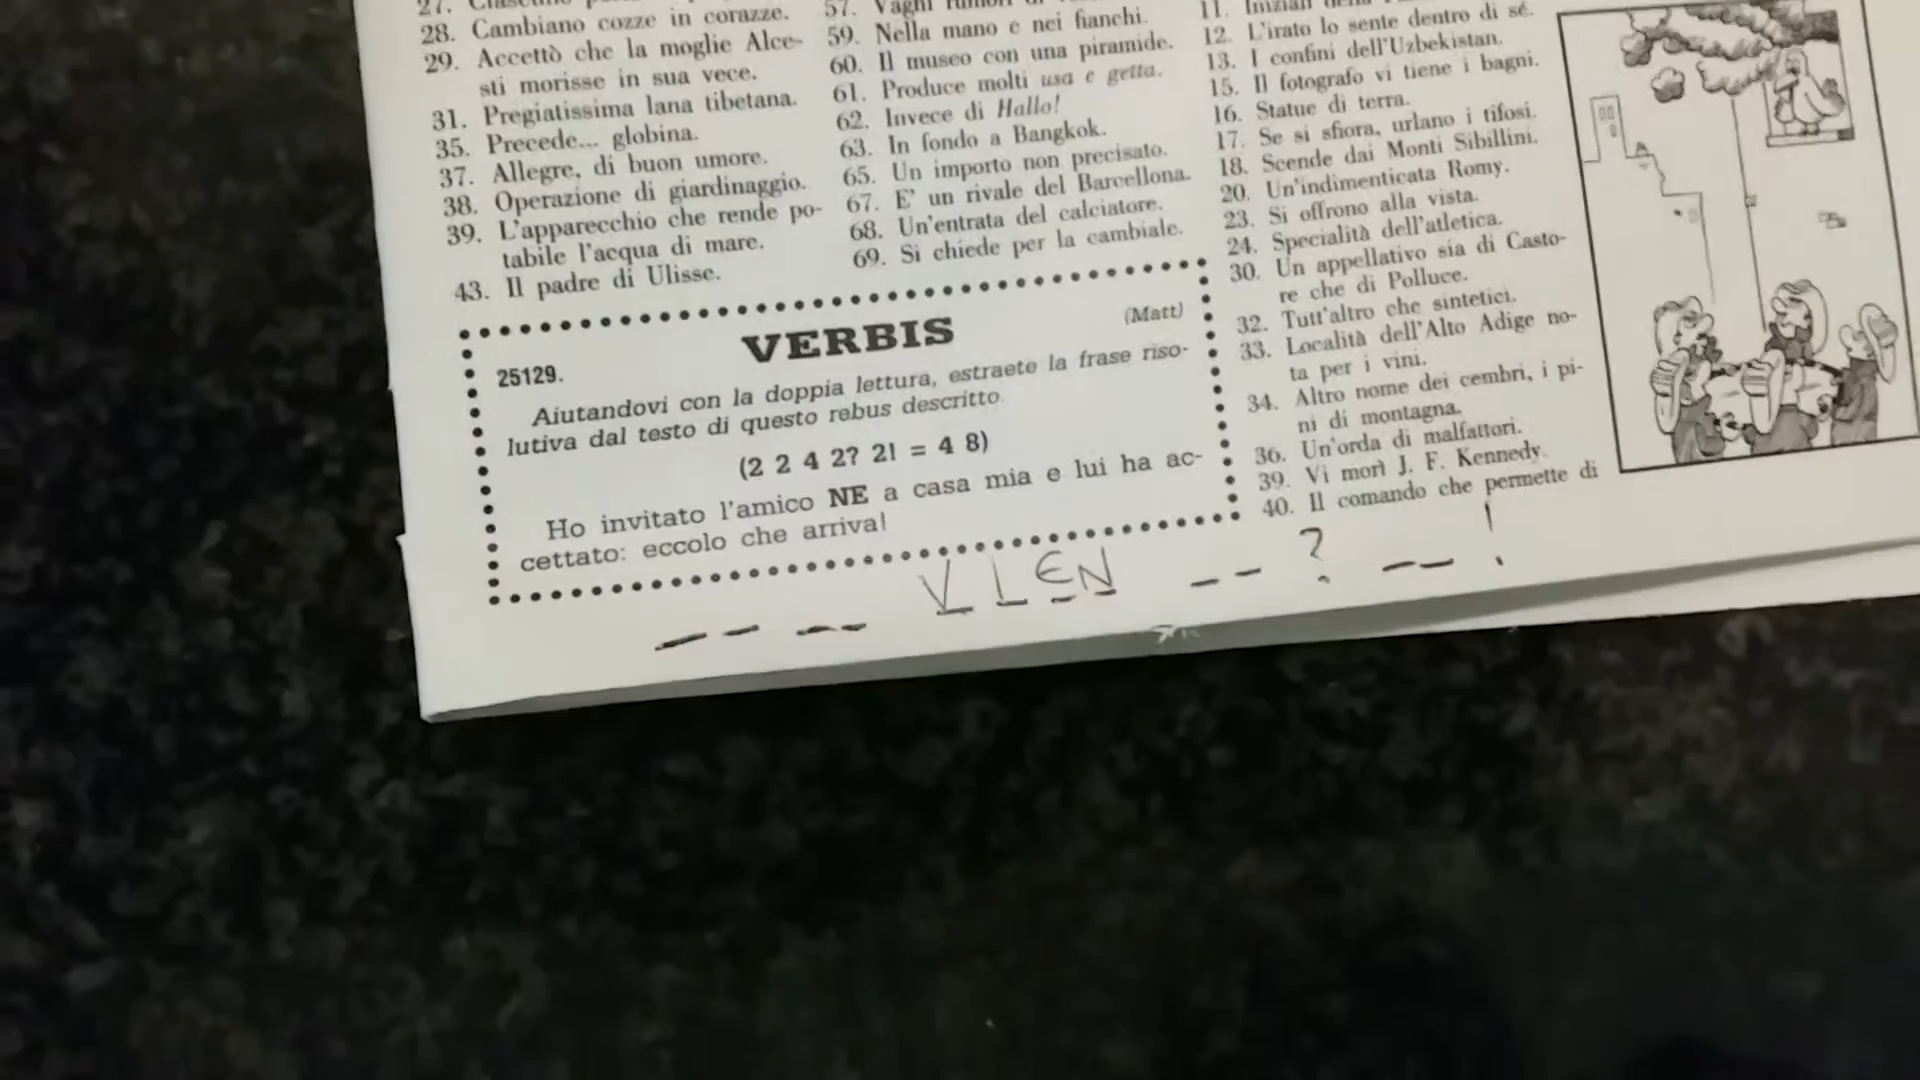 28. Cambiano cozze in corazze.
29. Accettò che la moglie Alce-
sti morisse in sua vece.
31. Pregiatissima lana tibetana.
35. Precede... globina.
37. Allegre, di buon umore.
38. Operazione di giardinaggio.
39. L'apparecchio che rende po-
tabile l'acqua di mare.
43. Il padre di Ulisse.
57. Vaghi
59. Nella mano e nei fianchi.
60. Il museo con una piramide.
61. Produce molti usa e getta.
62. Invece di Hallo!
63. In fondo a Bangkok.
65. Un importo non precisato.
67. E' un rivale del Barcellona.
68. Un'entrata del calciatore.
69. Si chiede per la cambiale.
VERBIS
(Matt)
25129.
Aiutandovi con la doppia lettura, estraete la frase riso-
lutiva dal testo di questo rebus descritto.
(2 2 4 2? 2! = 4 8)
Ho invitato l'amico NE a casa mia e lui ha ac-
cettato: eccolo che arriva!
12. L'irato lo sente dentro di sé.
13. I confini dell'Uzbekistan.
15. Il fotografo vi tiene i bagni.
16. Statue di terra.
17. Se si sfiora, urlano i tifosi.
18. Scende dai Monti Sibillini.
20. Un'indimenticata Romy.
23. Si offrono alla vista.
24. Specialità dell'atletica.
30. Un appellativo sia di Casto-
re che di Polluce.
32. Tutt'altro che sintetici.
33. Località dell'Alto Adige no-
ta per i vini.
34. Altro nome dei cembri, i pi-
ni di montagna.
36. Un'orda di malfattori.
39. Vi morì J. F. Kennedy.
40. Il comando che permette di
__ __ VIEN __? __!